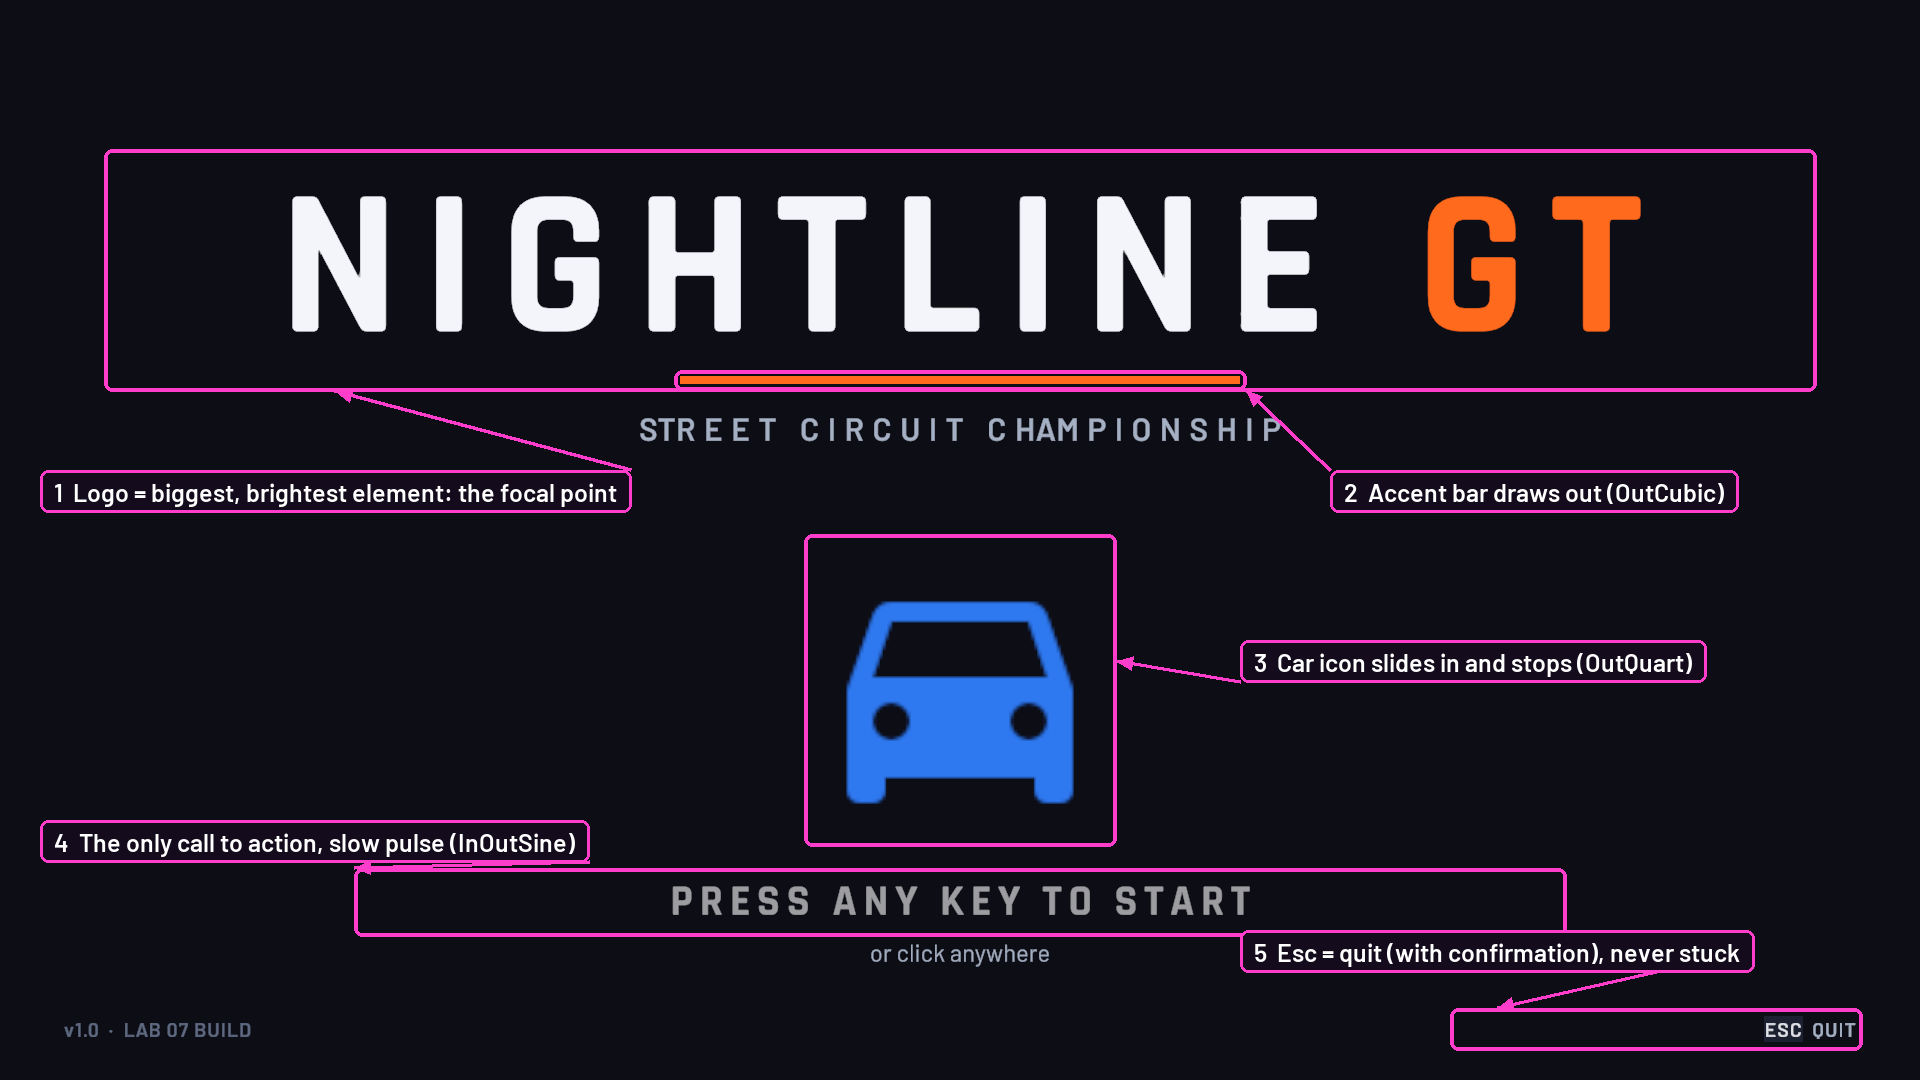 NIGHTLINE GT
STREET CIRCUIT CHAMPIONSHIP
1 Logo = biggest, brightest element: the focal point
2 Accent bar draws out (OutCubic)
3 Car icon slides in and stops (OutQuart)
4 The only call to action, slow pulse (InOutSine)
PRESS ANY KEY TO START
or click anywhere
5 Esc = quit (with confirmation), never stuck
v1.0 · LAB 07 BUILD
ESC QUIT